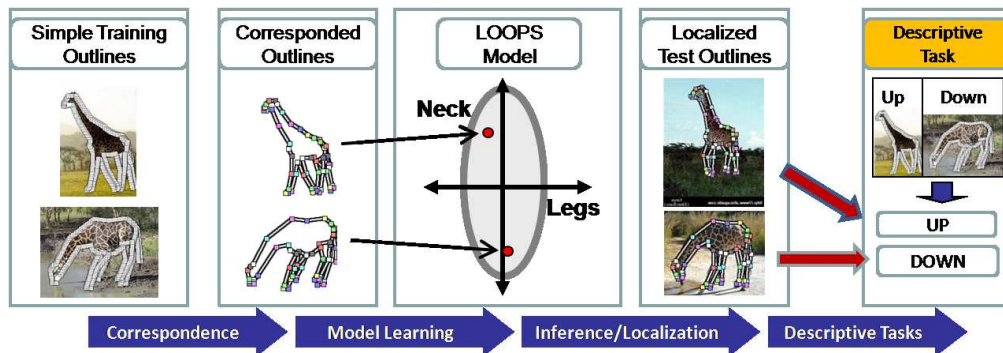 Simple Training
Outlines
Corresponded
Outlines
LOOPS
Model
Localized
Test Outlines
Descriptive
Task
Neck
Legs
Up
Down
UP
DOWN
Correspondence
Model Learning
Inference/Localization
Descriptive Tasks